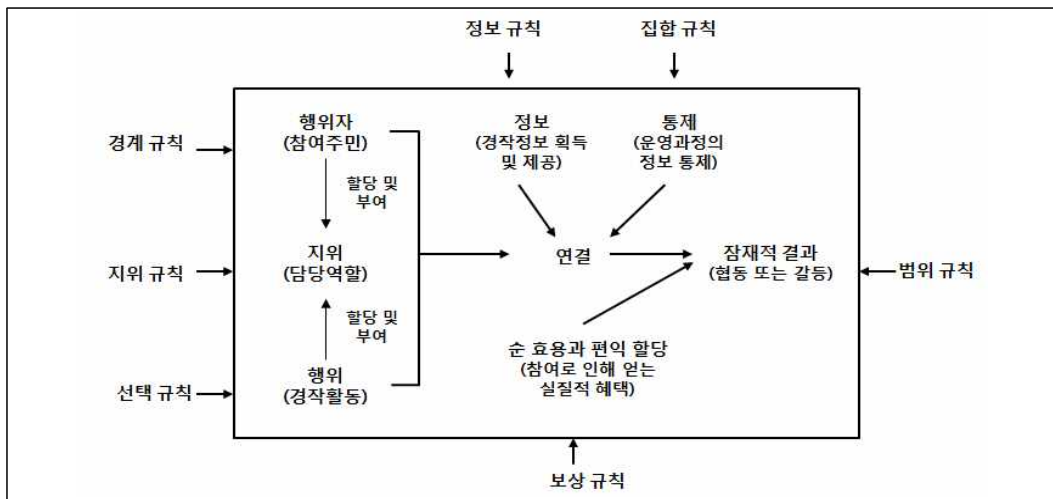 정보 규칙
집합 규칙
경계 규칙
지위 규칙
선택 규칙
행위자
(참여주민)
할당 및
부여
지위
(담당역할)
할당 및
부여
행위
(경작활동)
정보
(경작정보 획득
및 제공)
통제
(운영과정의
정보 통제)
연결
잠재적 결과
(협동 또는 갈등)
순 효용과 편익 할당
(참여로 인해 얻는
실질적 혜택)
범위 규칙
보상 규칙